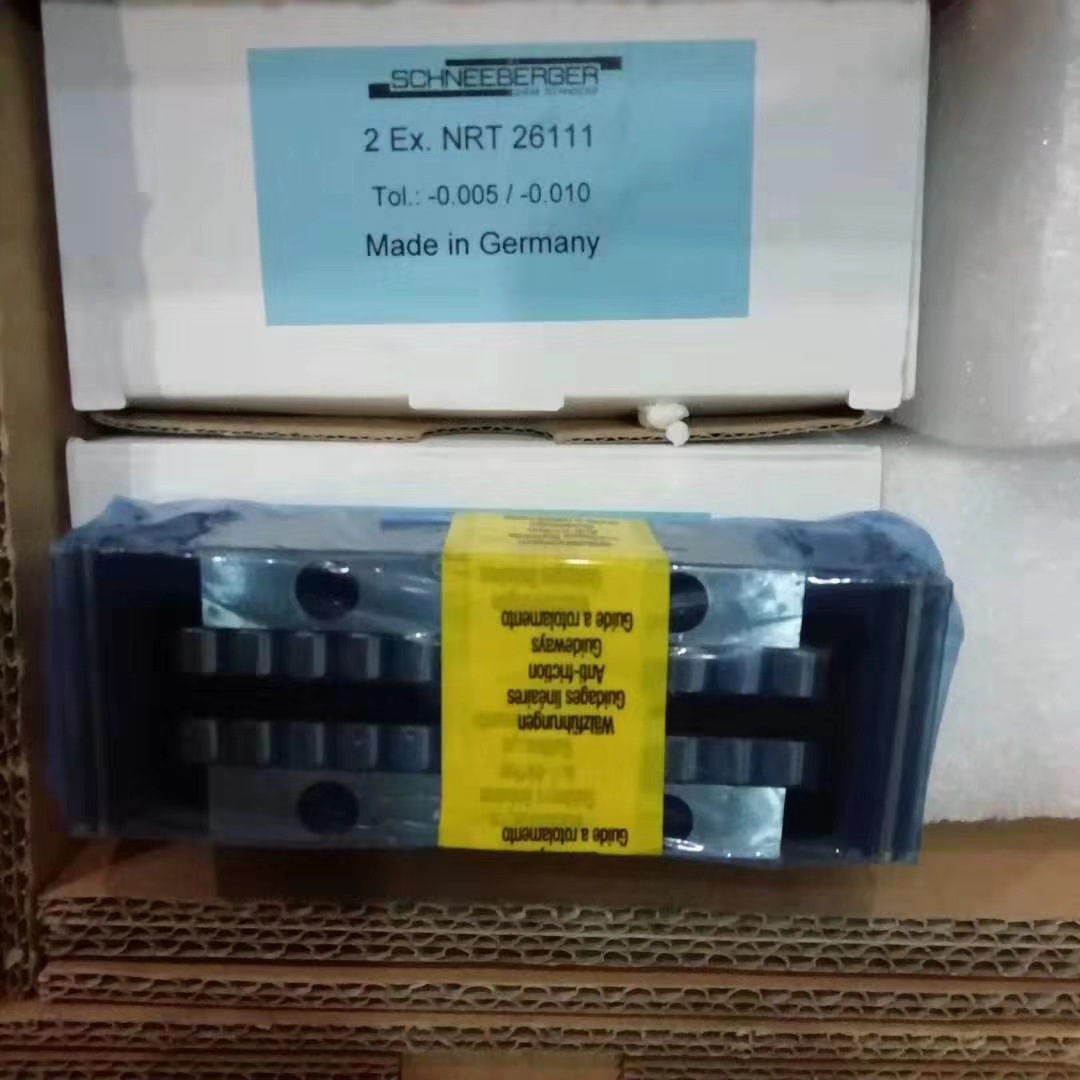 SCHNEEBERGER
2 Ex. NRT 26111
Tol.: -0.005 / -0.010
Made in Germany
Guide a rotolamento
Wälzführungen
Guidages linéaires
Anti-friction
Guideways
Guide a rotolamento